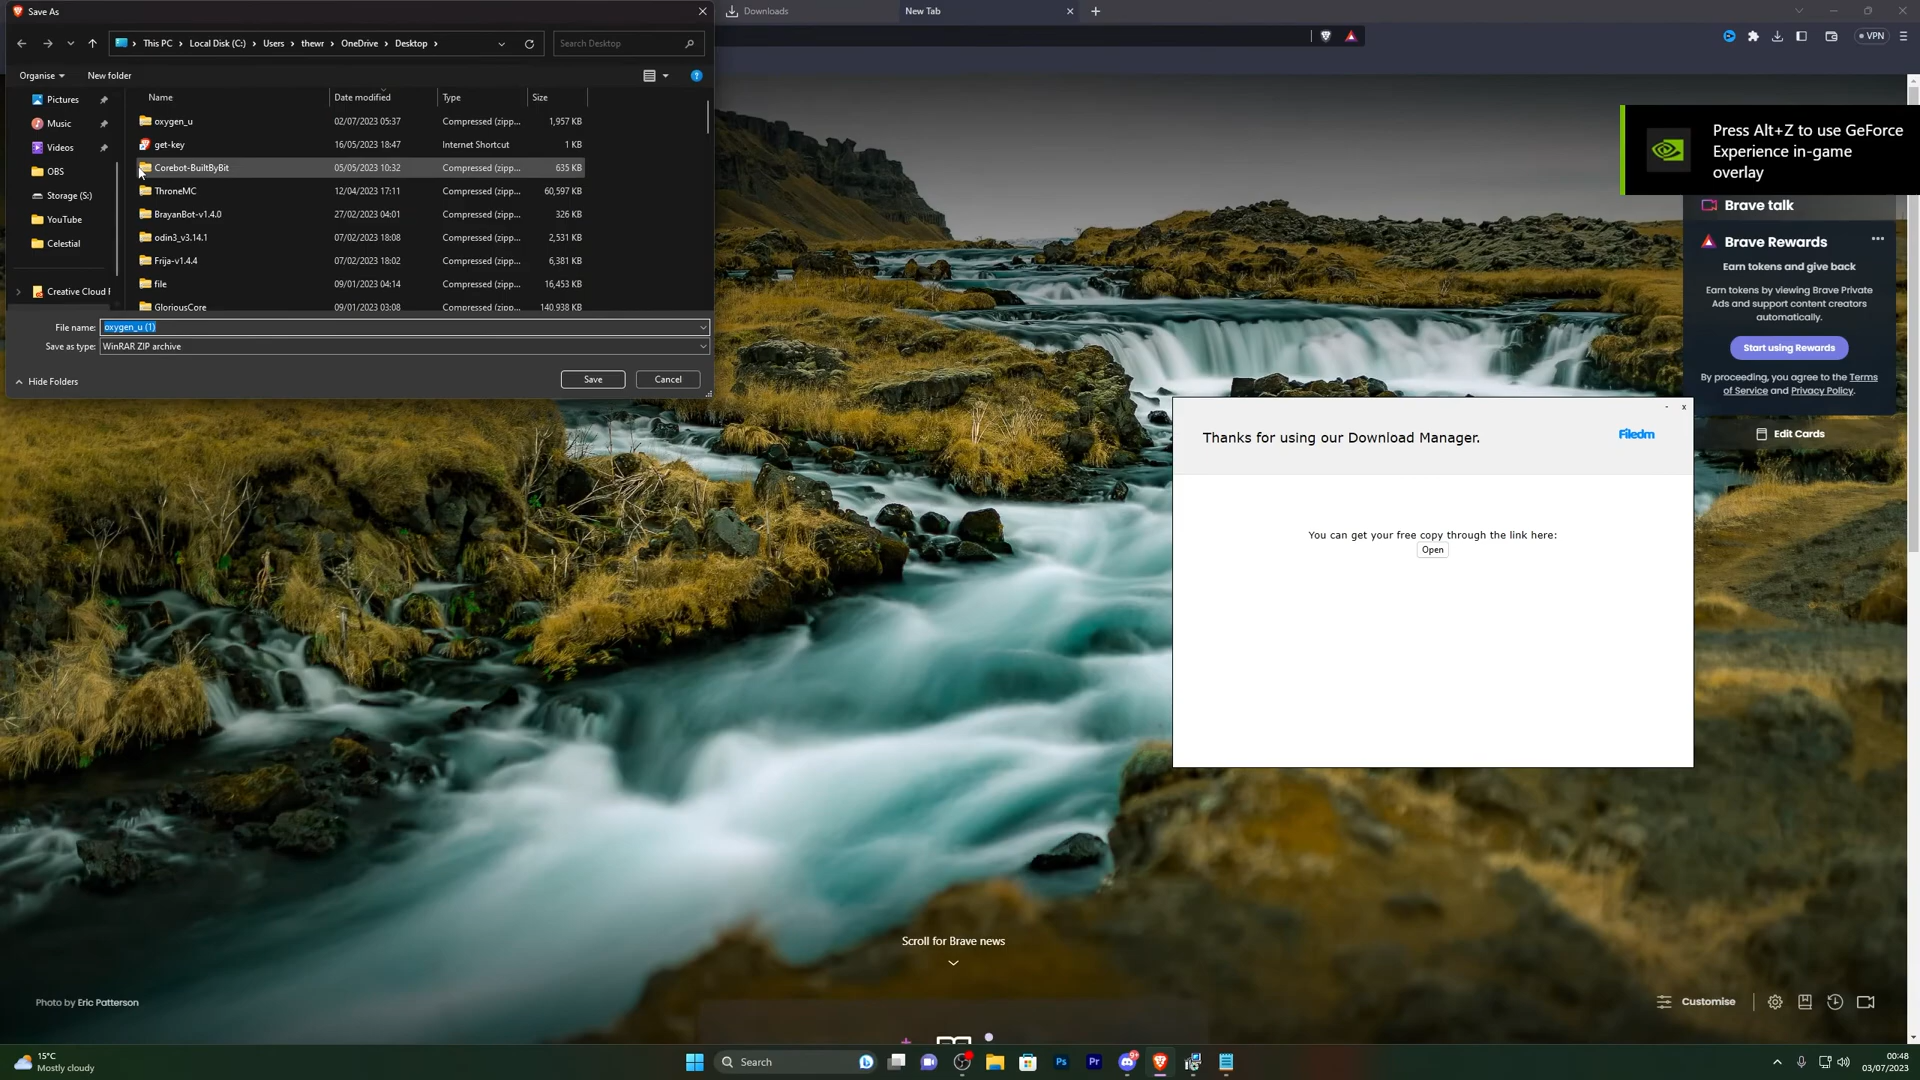 Save As
Downloads
New Tab
This PC > Local Disk (C:) > Users > thewr > OneDrive > Desktop >
Search Desktop
VPN
Organise
New folder
Pictures
Music
Videos
OBS
Storage (S:)
YouTube
Celestial
Creative Cloud F
Name Date modified Type Size
oxygen_u 02/07/2023 05:37 Compressed (zipp... 1,957 KB
get-key 16/05/2023 18:47 Internet Shortcut 1 KB
Corebot-BuiltByBit 05/05/2023 10:32 Compressed (zipp... 635 KB
ThroneMC 12/04/2023 17:11 Compressed (zipp... 60,597 KB
BrayanBot-v1.4.0 27/02/2023 04:01 Compressed (zipp... 326 KB
odin3_v3.14.1 07/02/2023 18:08 Compressed (zipp... 2,531 KB
Frija-v1.4.4 07/02/2023 18:02 Compressed (zipp... 6,381 KB
file 09/01/2023 04:14 Compressed (zipp... 16,453 KB
GloriousCore 09/01/2023 03:08 Compressed (zipp... 140,938 KB
File name: oxygen_u (1)
Save as type: WinRAR ZIP archive
Hide Folders
Save
Cancel
Press Alt+Z to use GeForce
Experience in-game
overlay
Brave talk
Brave Rewards
Earn tokens and give back
Earn tokens by viewing Brave Private
Ads and support content creators
automatically.
Start using Rewards
By proceeding, you agree to the Terms
of Service and Privacy Policy.
Edit Cards
Thanks for using our Download Manager.
Filedm
You can get your free copy through the link here:
Open
Scroll for Brave news
Photo by Eric Patterson
Customise
15°C
Mostly cloudy
Search
Ps
Pr
00:48
03/07/2023